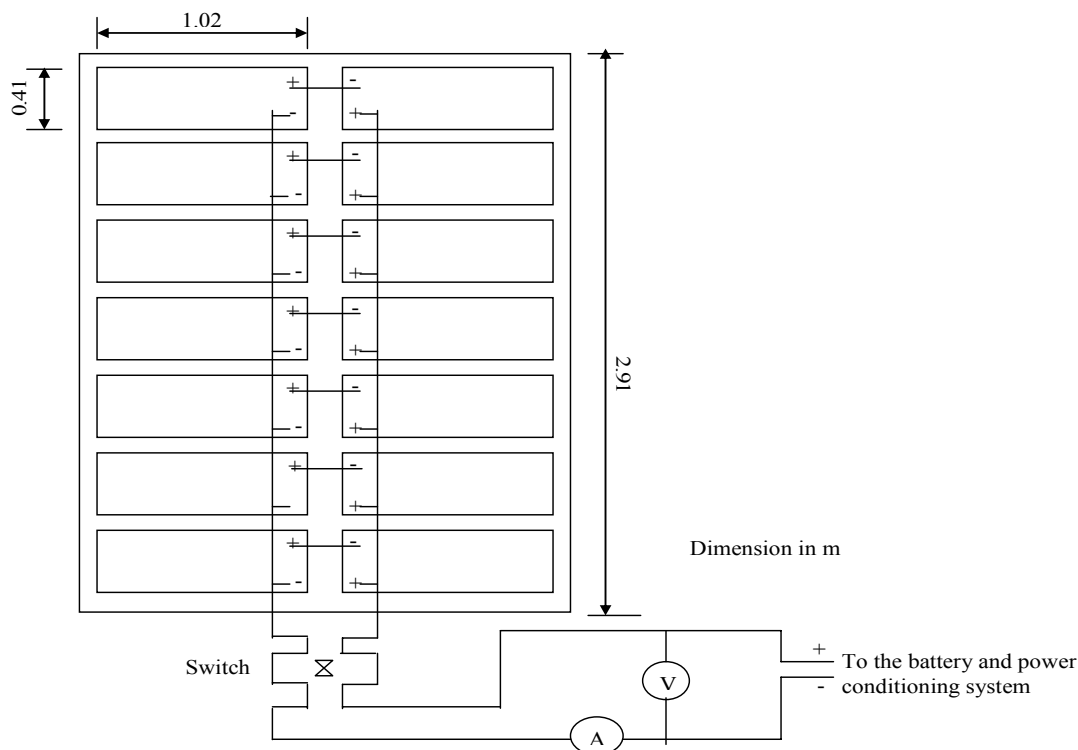 1.02
0.41
+ -
- +
+ -
- +
+ -
- +
+ -
- +
+ -
- +
+ -
+
+ -
- +
2.91
Dimension in m
Switch
V
A
+ To the battery and power
- conditioning system